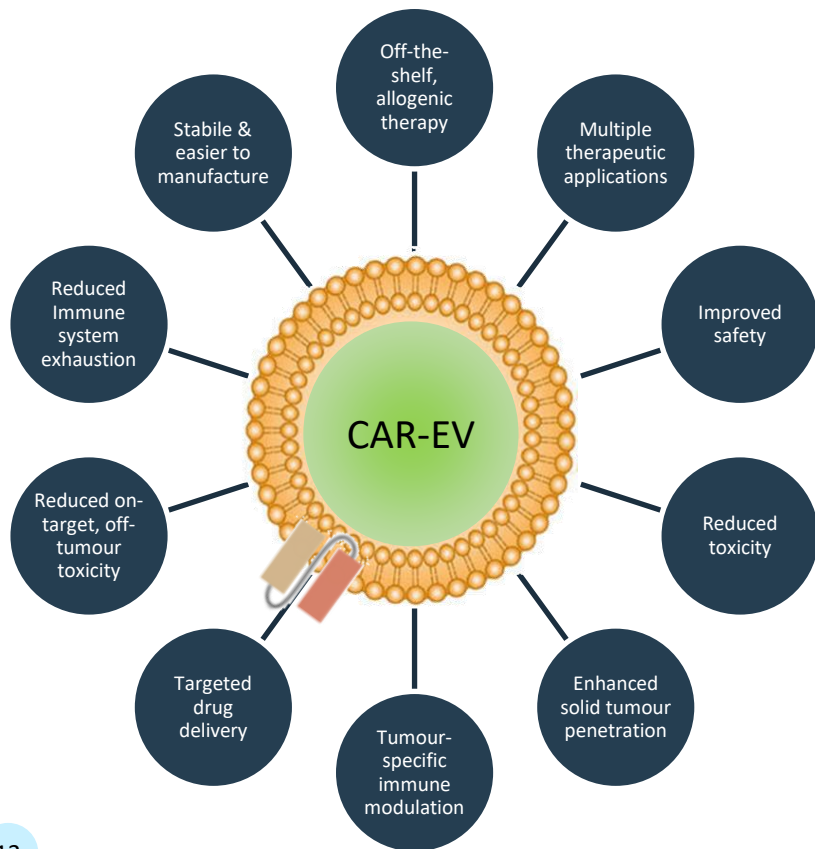 Off-the-
shelf,
allogenic
therapy
Multiple
therapeutic
applications
Improved
safety
Reduced
toxicity
Enhanced
solid tumour
penetration
Tumour-
specific
immune
modulation
Targeted
drug
delivery
Reduced on-
target, off-
tumour
toxicity
Reduced
Immune
system
exhaustion
Stabile &
easier to
manufacture
CAR-EV